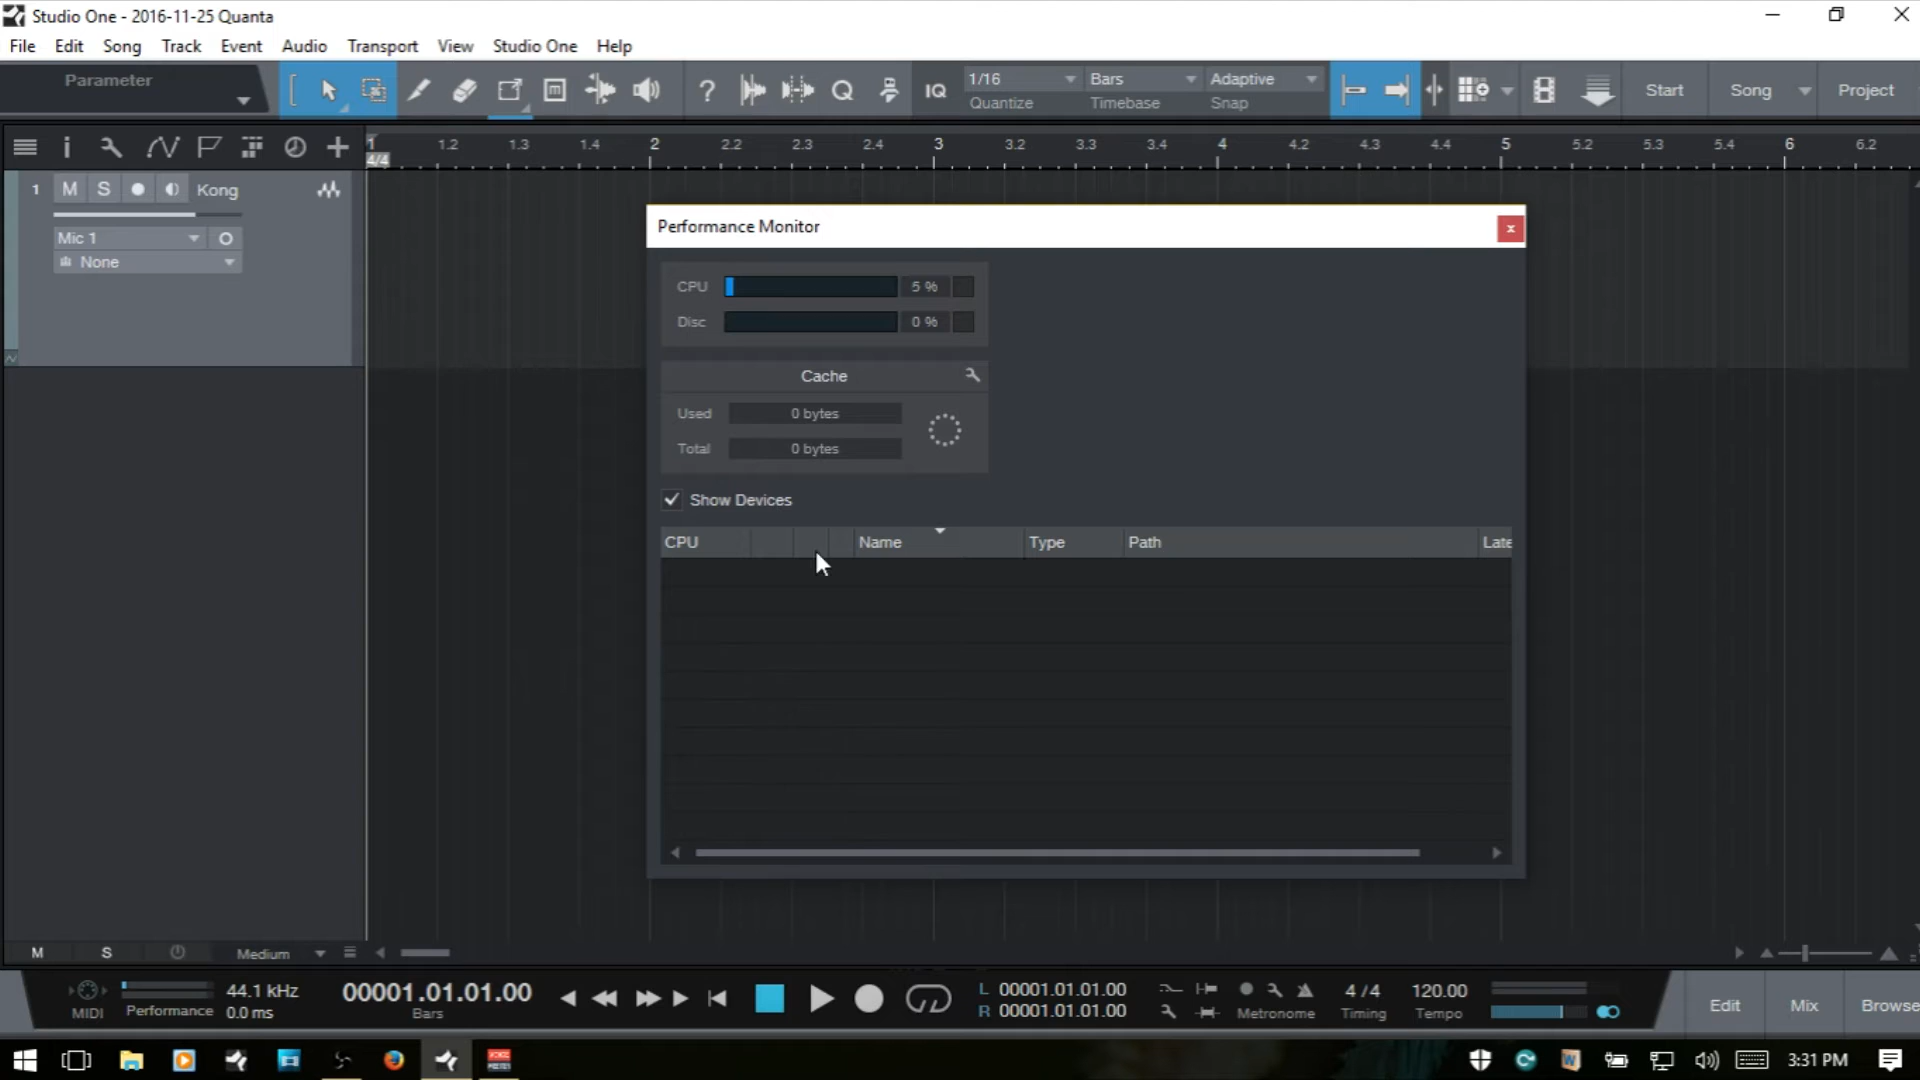 Studio One - 2016-11-25 Quanta
File Edit Song Track Event Audio Transport View Studio One Help
Parameter
? Q IQ
1/16 Bars Adaptive
Quantize Timebase Snap
Start Song Project
1 1.2 1.3 1.4 2 2.2 2.3 2.4 3 3.2 3.3 3.4 4 4.2 4.3 4.4 5 5.2 5.3 5.4 6 6.2
4/4
1 M S Kong
Mic 1
None
Performance Monitor
x
CPU 5 %
Disc 0 %
Cache
Used 0 bytes
Total 0 bytes
Show Devices
CPU Name Type Path Late
M S Medium
MIDI
Performance
44.1 kHz
0.0 ms
00001.01.01.00
Bars
L 00001.01.01.00
R 00001.01.01.00
Metronome
4 / 4
Timing
120.00
Tempo
Edit Mix Browse
3:31 PM